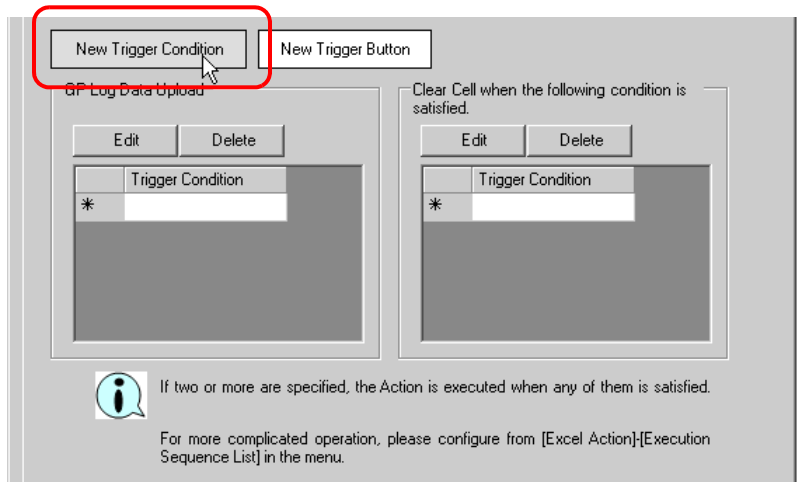 New Trigger Condition New Trigger Button
GP Log Data Upload
Clear Cell when the following condition is
satisfied.
Edit Delete
Edit Delete
Trigger Condition
Trigger Condition
*
*
If two or more are specified, the Action is executed when any of them is satisfied.
For more complicated operation, please configure from [Excel Action]-[Execution
Sequence List] in the menu.